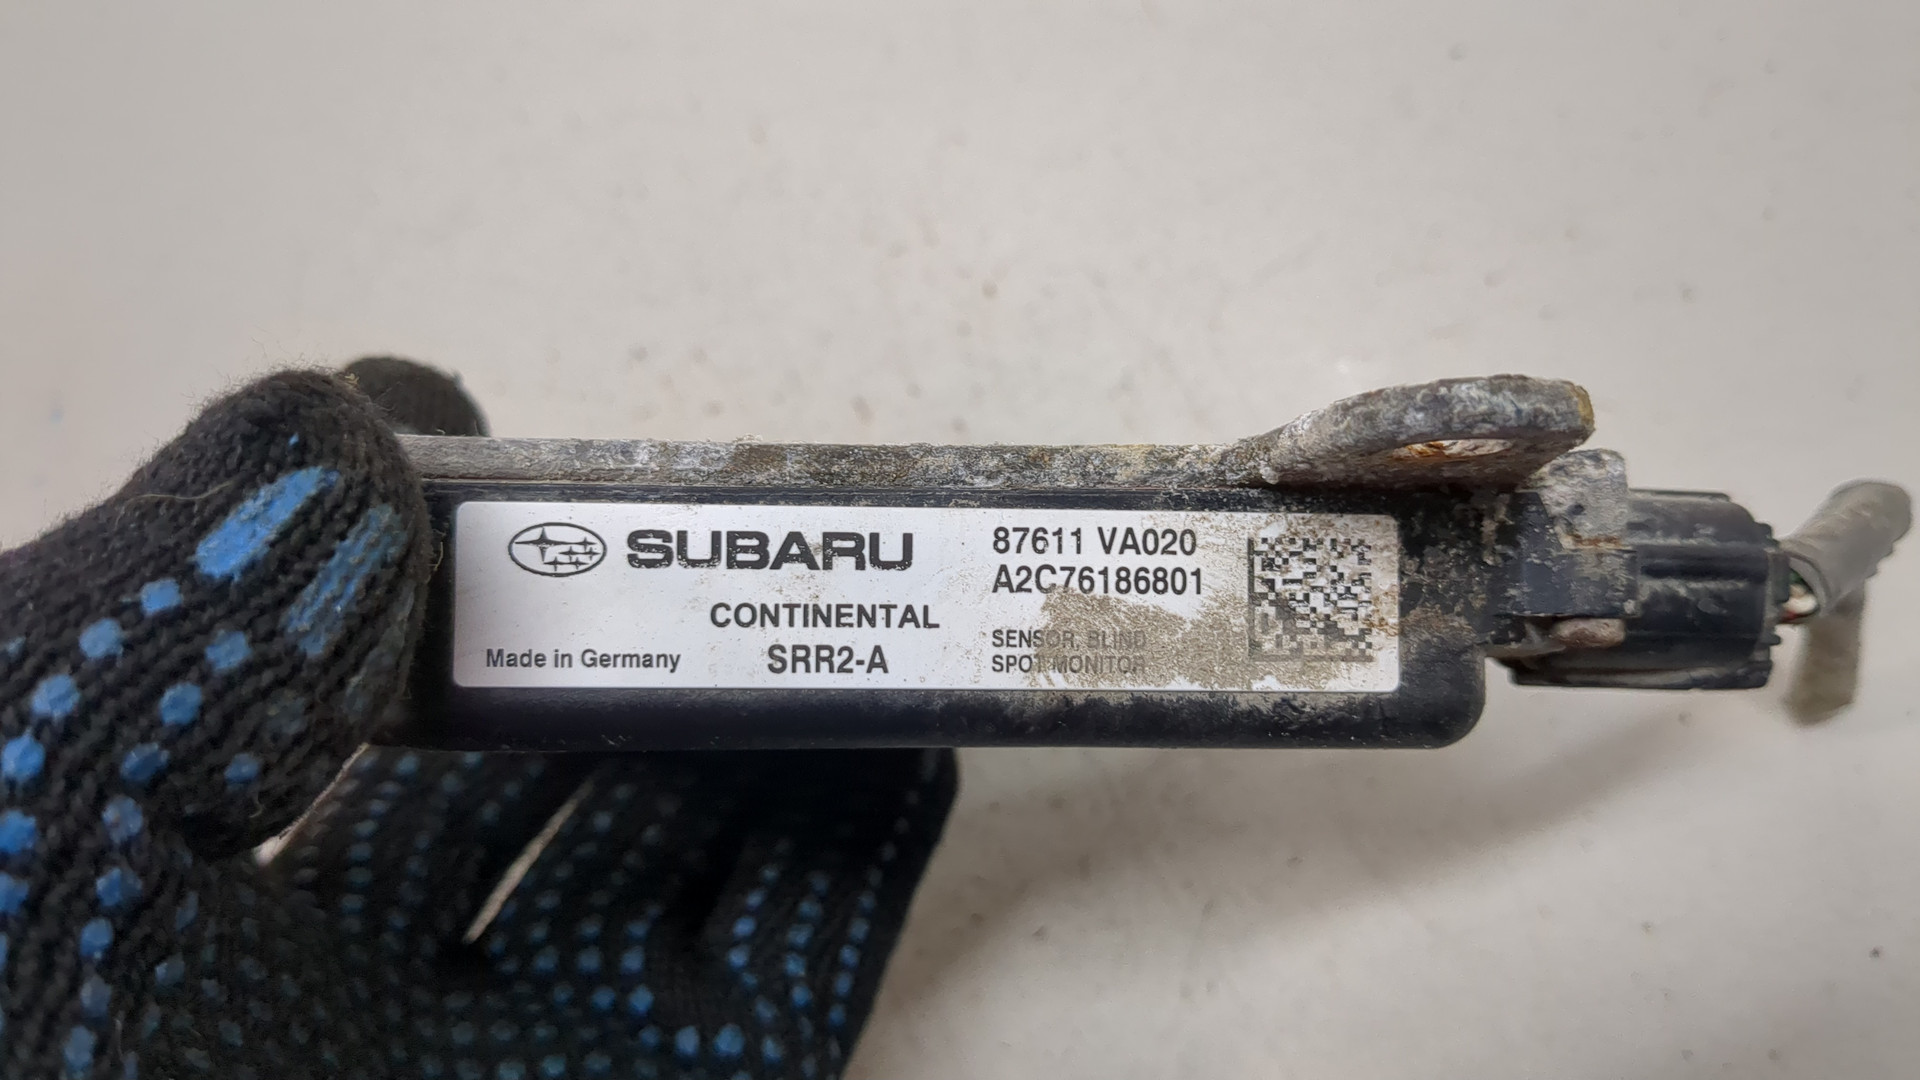 SUBARU
CONTINENTAL
Made in Germany
SRR2-A
87611 VA020
A2C76186801
SENSOR, BLIND
SPOT MONITOR